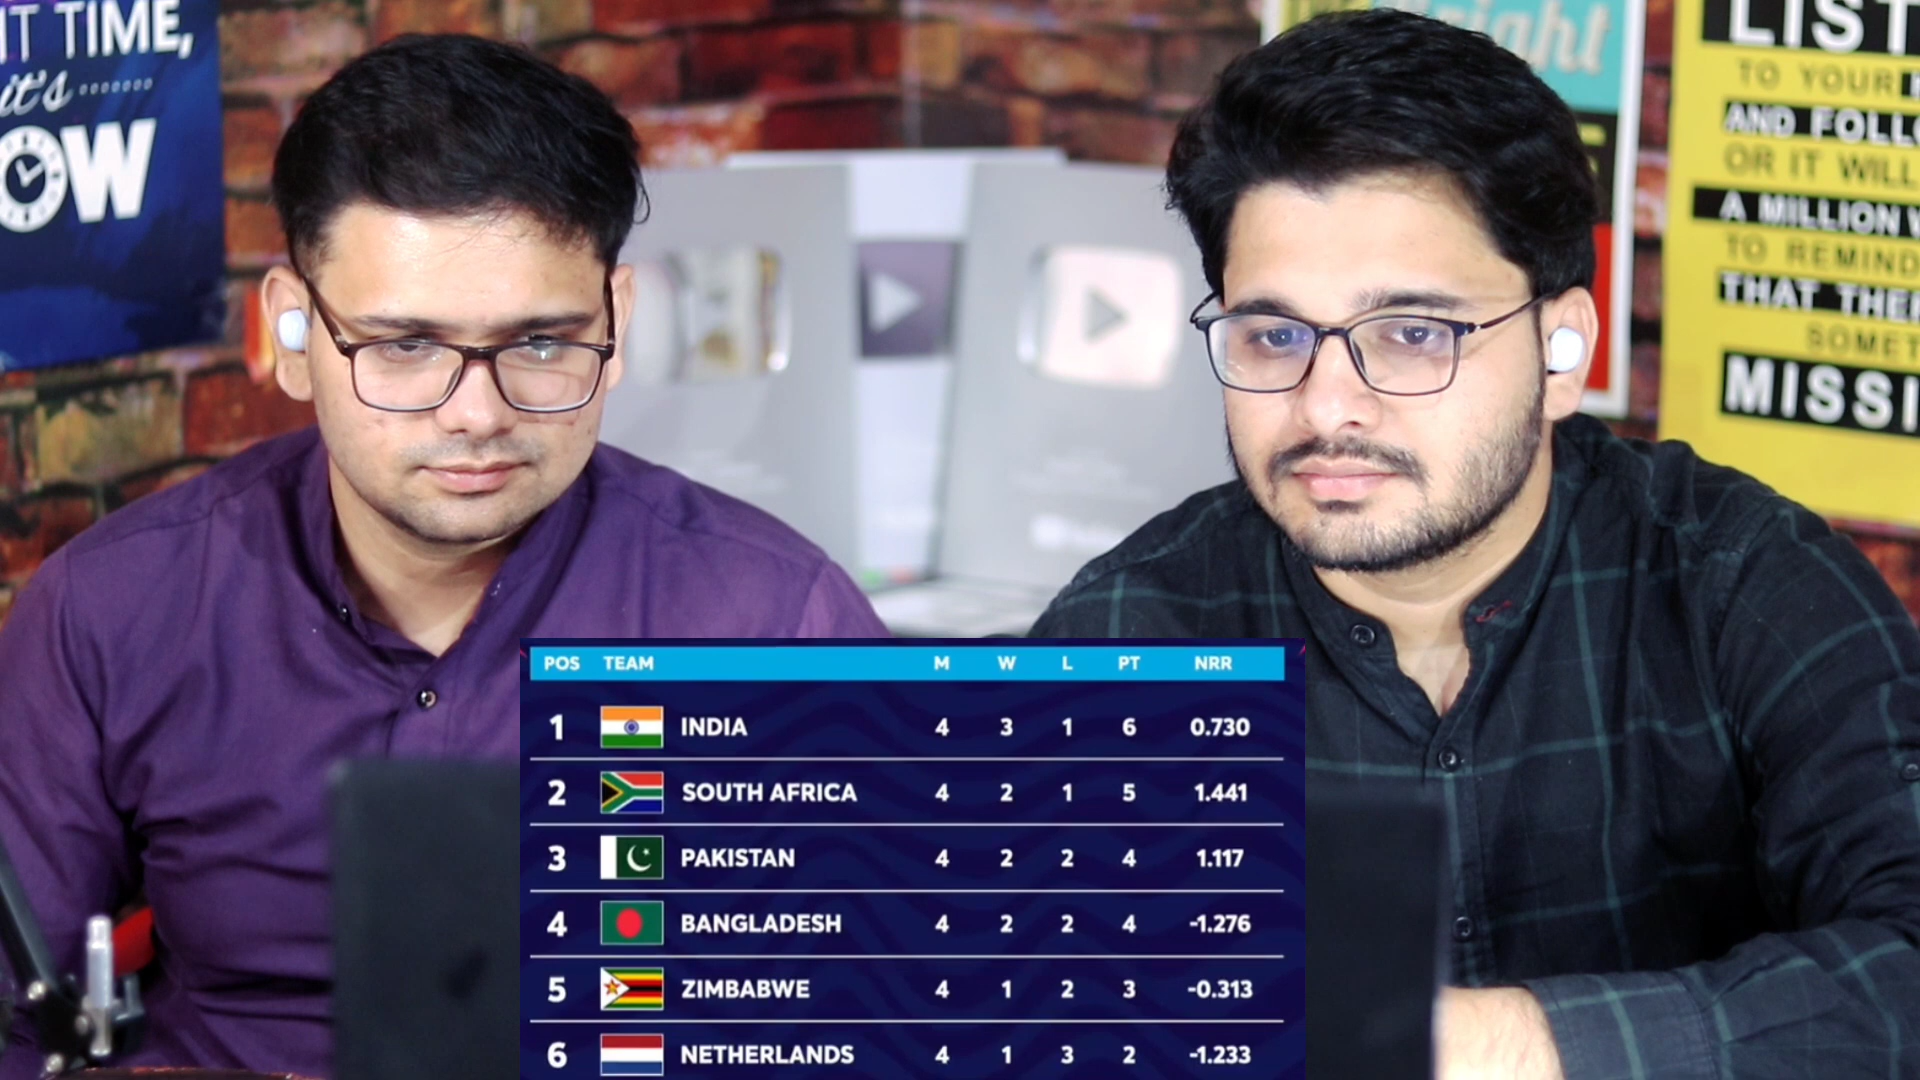 IT TIME,
it's ........
OW
ight
LIST
TO YOUR
AND FOLLO
OR IT WILL
A MILLION
TO REMIND
THAT THE
SOMET
MISSI
POS TEAM M W L PT NRR
1 INDIA 4 3 1 6 0.730
2 SOUTH AFRICA 4 2 1 5 1.441
3 PAKISTAN 4 2 2 4 1.117
4 BANGLADESH 4 2 2 4 -1.276
5 ZIMBABWE 4 1 2 3 -0.313
6 NETHERLANDS 4 1 3 2 -1.233